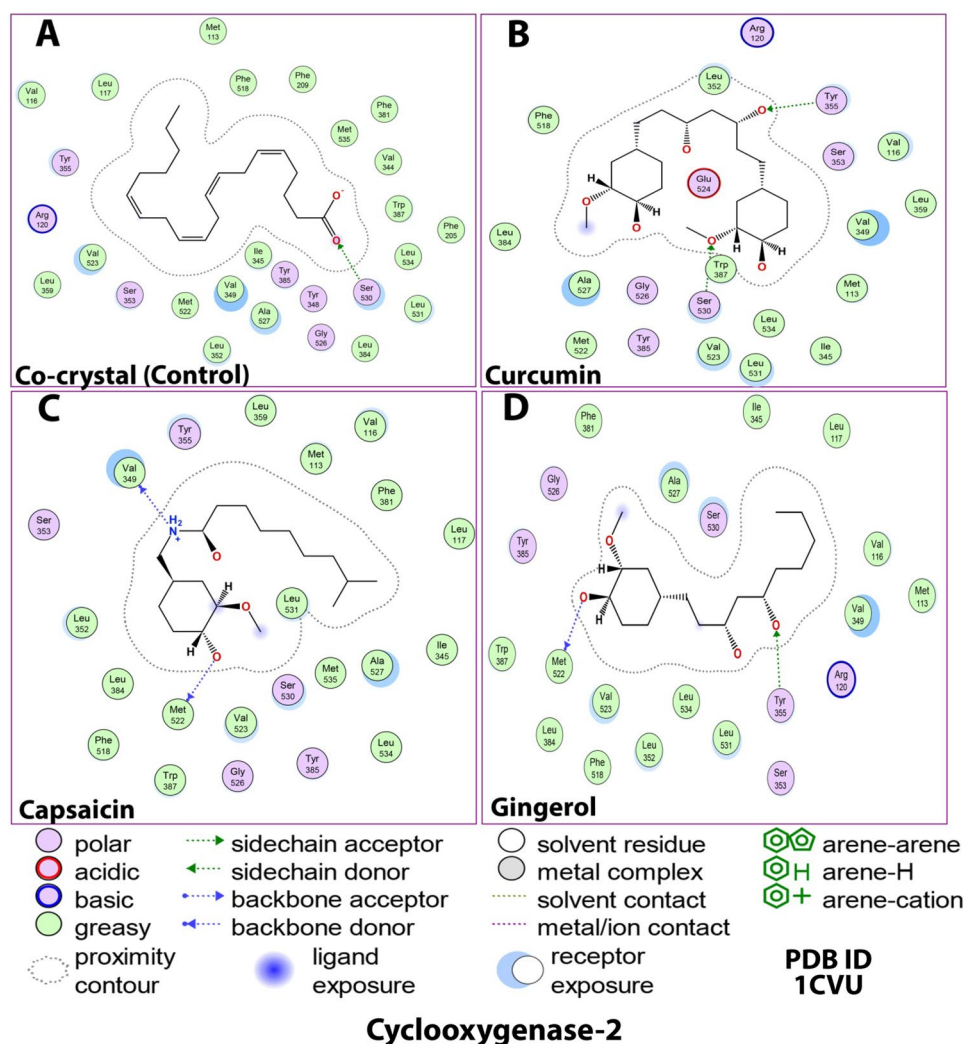 A
Met 113
Phe 518
Phe 209
Leu 117
Val 116
Phe 381
Met 535
Tyr 355
Val 344
Trp 387
Arg 120
Phe 205
O-
O
Val 523
Ile 345
Leu 534
Leu 359
Tyr 385
Ser 353
Val 349
Tyr 348
Ser 530
Met 522
Ala 527
Leu 531
Gly 526
Leu 352
Leu 384
Co-crystal (Control)
B
Arg 120
Leu 352
Tyr 355
O
Phe 518
O
Ser 353
Val 116
H
Glu 524
O
H
O
Leu 359
Leu 384
Val 349
O
H
Trp 387
O
Ala 527
Gly 526
Ser 530
Met 113
Leu 534
Met 522
Tyr 385
Val 523
Ile 345
Leu 531
Curcumin
C
Leu 359
Tyr 355
Val 116
Val 349
Met 113
Phe 381
Ser 353
H2
N
+
Leu 117
O
H
Leu 531
O
Leu 352
H
O
Ile 345
Ala 527
Met 535
Leu 384
Ser 530
Met 522
Val 523
Phe 518
Leu 534
Tyr 385
Trp 387
Gly 526
Capsaicin
D
Ile 345
Phe 381
Leu 117
Gly 526
Ala 527
Ser 530
Tyr 385
O
Val 116
H
O
H
Met 113
Val 349
O
O
Trp 387
Met 522
Arg 120
Val 523
Leu 534
Tyr 355
Leu 384
Leu 352
Leu 531
Phe 518
Ser 353
Gingerol
polar
acidic
basic
greasy
proximity
contour
sidechain acceptor
sidechain donor
backbone acceptor
backbone donor
ligand
exposure
solvent residue
metal complex
solvent contact
metal/ion contact
receptor
exposure
arene-arene
H arene-H
+ arene-cation
PDB ID
1CVU
Cyclooxygenase-2